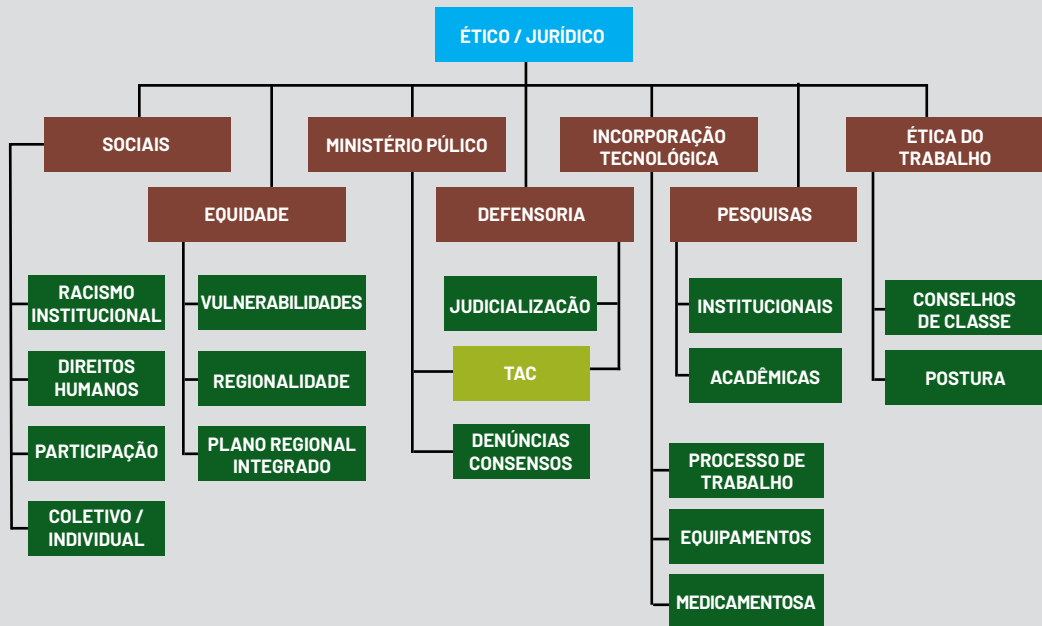 ÉTICO / JURÍDICO
SOCIAIS
MINISTÉRIO PÚLICO
INCORPORAÇÃO
TECNOLÓGICA
ÉTICA DO
TRABALHO
EQUIDADE
DEFENSORIA
PESQUISAS
RACISMO
INSTITUCIONAL
DIREITOS
HUMANOS
PARTICIPAÇÃO
COLETIVO /
INDIVIDUAL
VULNERABILIDADES
REGIONALIDADE
PLANO REGIONAL
INTEGRADO
JUDICIALIZAÇÃO
TAC
DENÚNCIAS
CONSENSOS
INSTITUCIONAIS
ACADÊMICAS
PROCESSO DE
TRABALHO
EQUIPAMENTOS
MEDICAMENTOSA
CONSELHOS
DE CLASSE
POSTURA